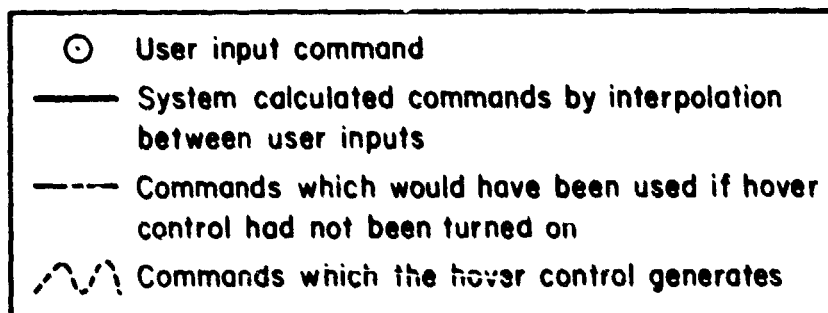 User input command
System calculated commands by interpolation
between user inputs
Commands which would have been used if hover
control had not been turned on
Commands which the hover control generates